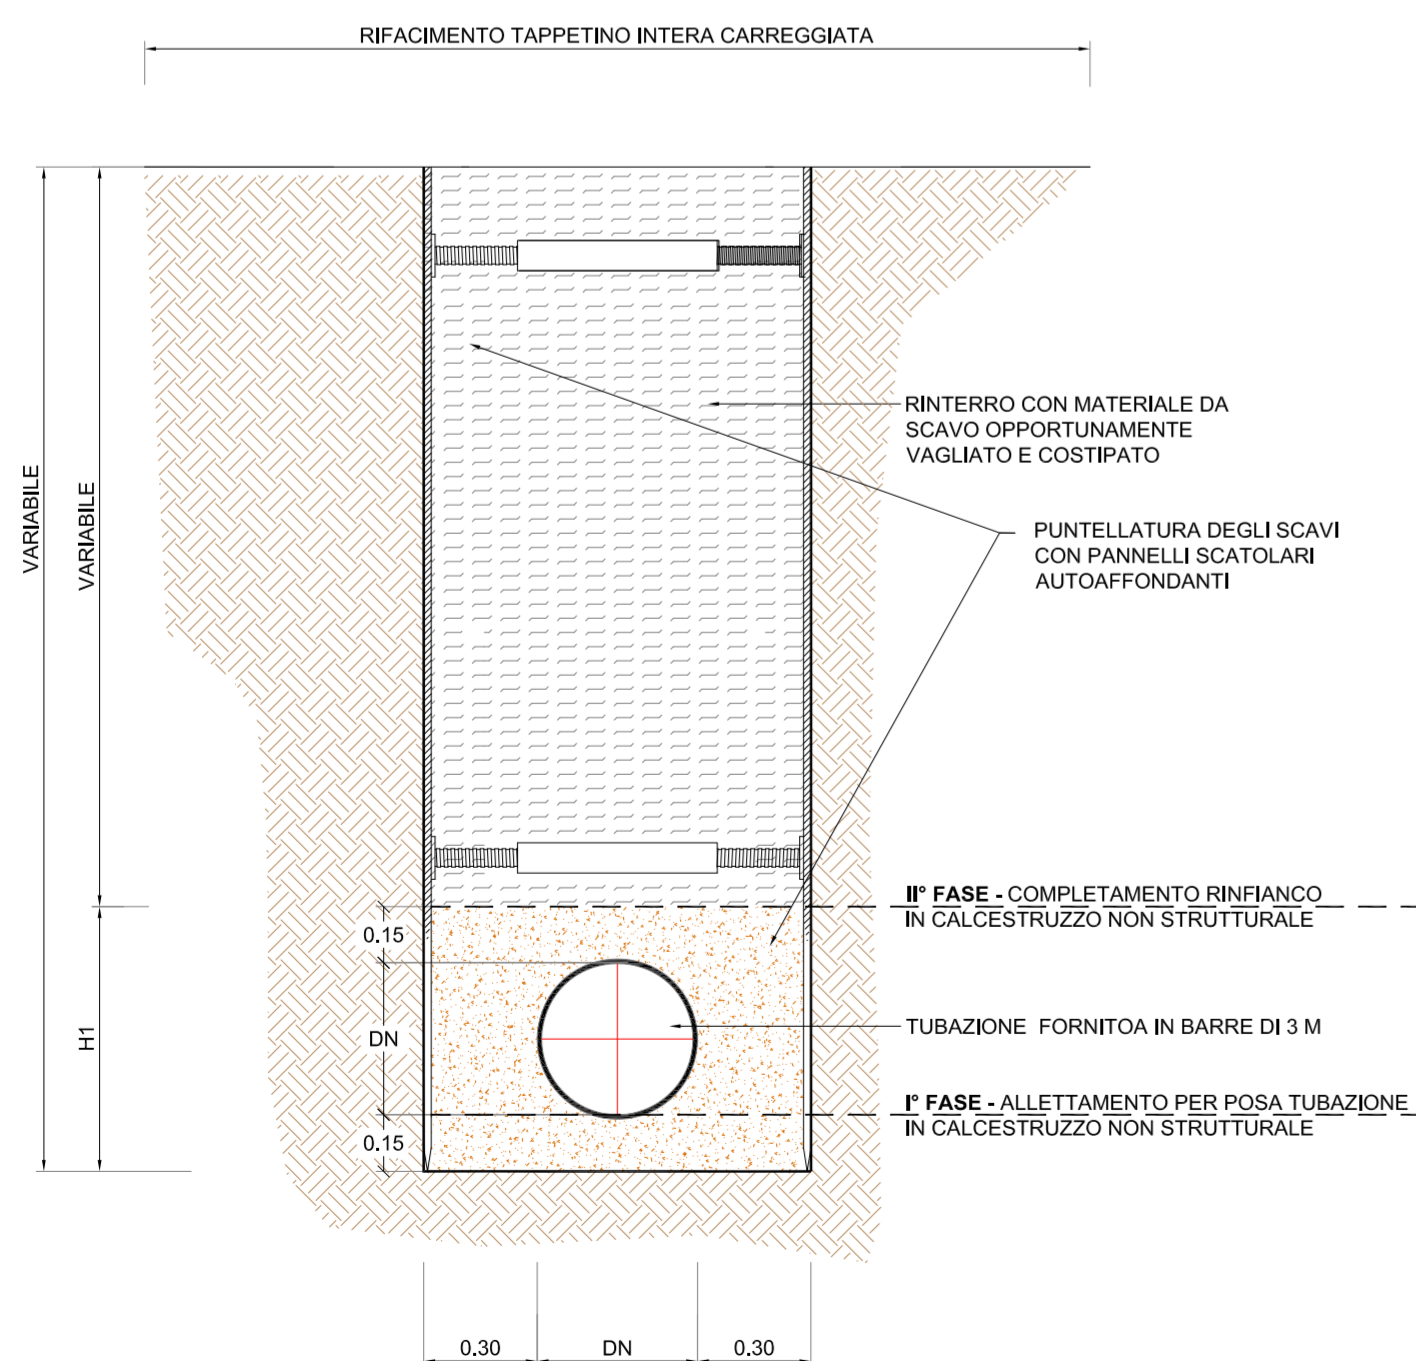 RIFACIMENTO TAPPETINO INTERA CARREGGIATA
VARIABILE
VARIABILE
RINTERRO CON MATERIALE DA
SCAVO OPPORTUNAMENTE
VAGLIATO E COSTIPATO
PUNTELLATURA DEGLI SCAVI
CON PANNELLI SCATOLARI
AUTOAFFONDANTI
II° FASE - COMPLETAMENTO RINFIANCO
IN CALCESTRUZZO NON STRUTTURALE
0.15
H1
DN
TUBAZIONE FORNITOA IN BARRE DI 3 M
I° FASE - ALLETTAMENTO PER POSA TUBAZIONE
IN CALCESTRUZZO NON STRUTTURALE
0.15
0.30
DN
0.30